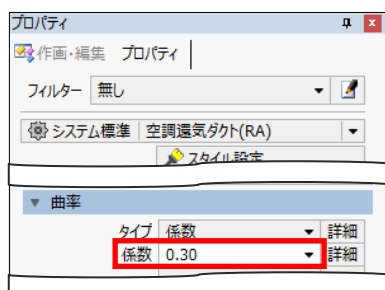 プロパティ
作画・編集 プロパティ
フィルター 無し
システム標準 空調還気ダクト(RA)
スタイル設定
曲率
タイプ 係数 詳細
係数 0.30 詳細